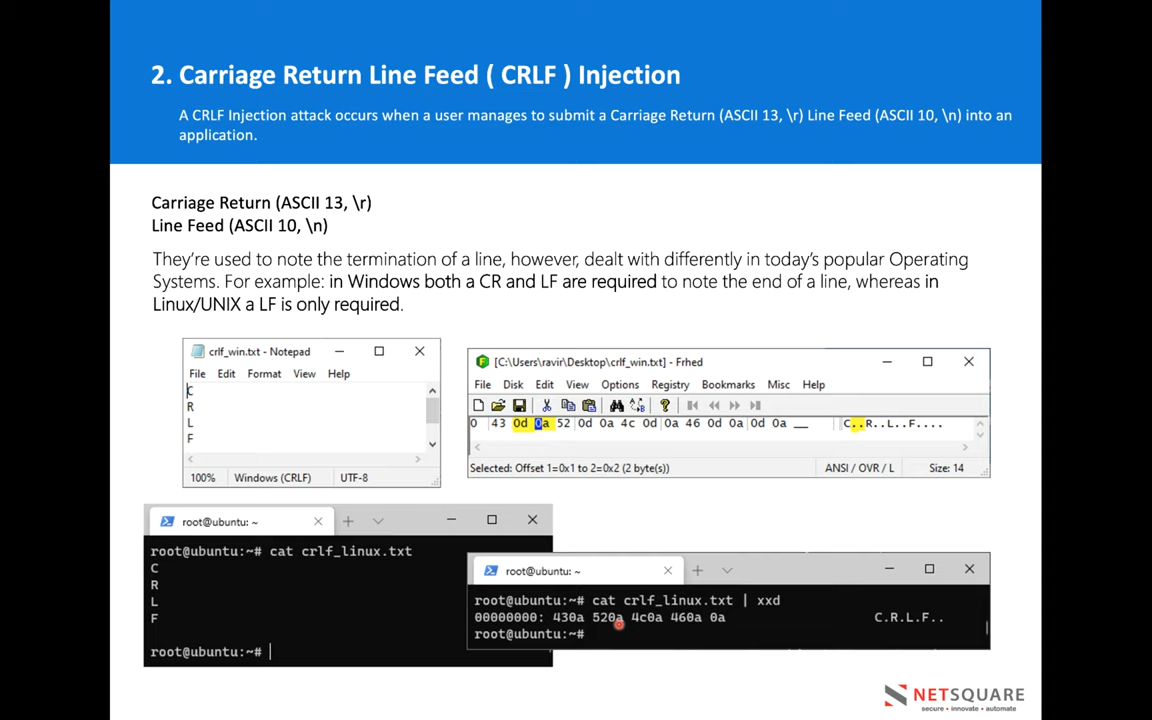 2. Carriage Return Line Feed ( CRLF ) Injection
A CRLF Injection attack occurs when a user manages to submit a Carriage Return (ASCII 13, \r) Line Feed (ASCII 10, \n) into an
application.
Carriage Return (ASCII 13, \r)
Line Feed (ASCII 10, \n)
They're used to note the termination of a line, however, dealt with differently in today's popular Operating
Systems. For example: in Windows both a CR and LF are required to note the end of a line, whereas in
Linux/UNIX a LF is only required.
crlf_win.txt - Notepad
File Edit Format View Help
C
R
L
F
100% Windows (CRLF) UTF-8
[C:\Users\ravir\Desktop\crlf_win.txt] - Frhed
File Disk Edit View Options Registry Bookmarks Misc Help
0 43 0d 0a 52 0d 0a 4c 0d 0a 46 0d 0a 0d 0a __ C..R..L..F....
Selected: Offset 1=0x1 to 2=0x2 (2 byte(s)) ANSI / OVR / L Size: 14
root@ubuntu: ~
root@ubuntu:~# cat crlf_linux.txt
C
R
L
F
root@ubuntu:~#
root@ubuntu: ~
root@ubuntu:~# cat crlf_linux.txt | xxd
00000000: 430a 520a 4c0a 460a 0a C.R.L.F..
root@ubuntu:~#
NETSQUARE
secure • innovate • automate